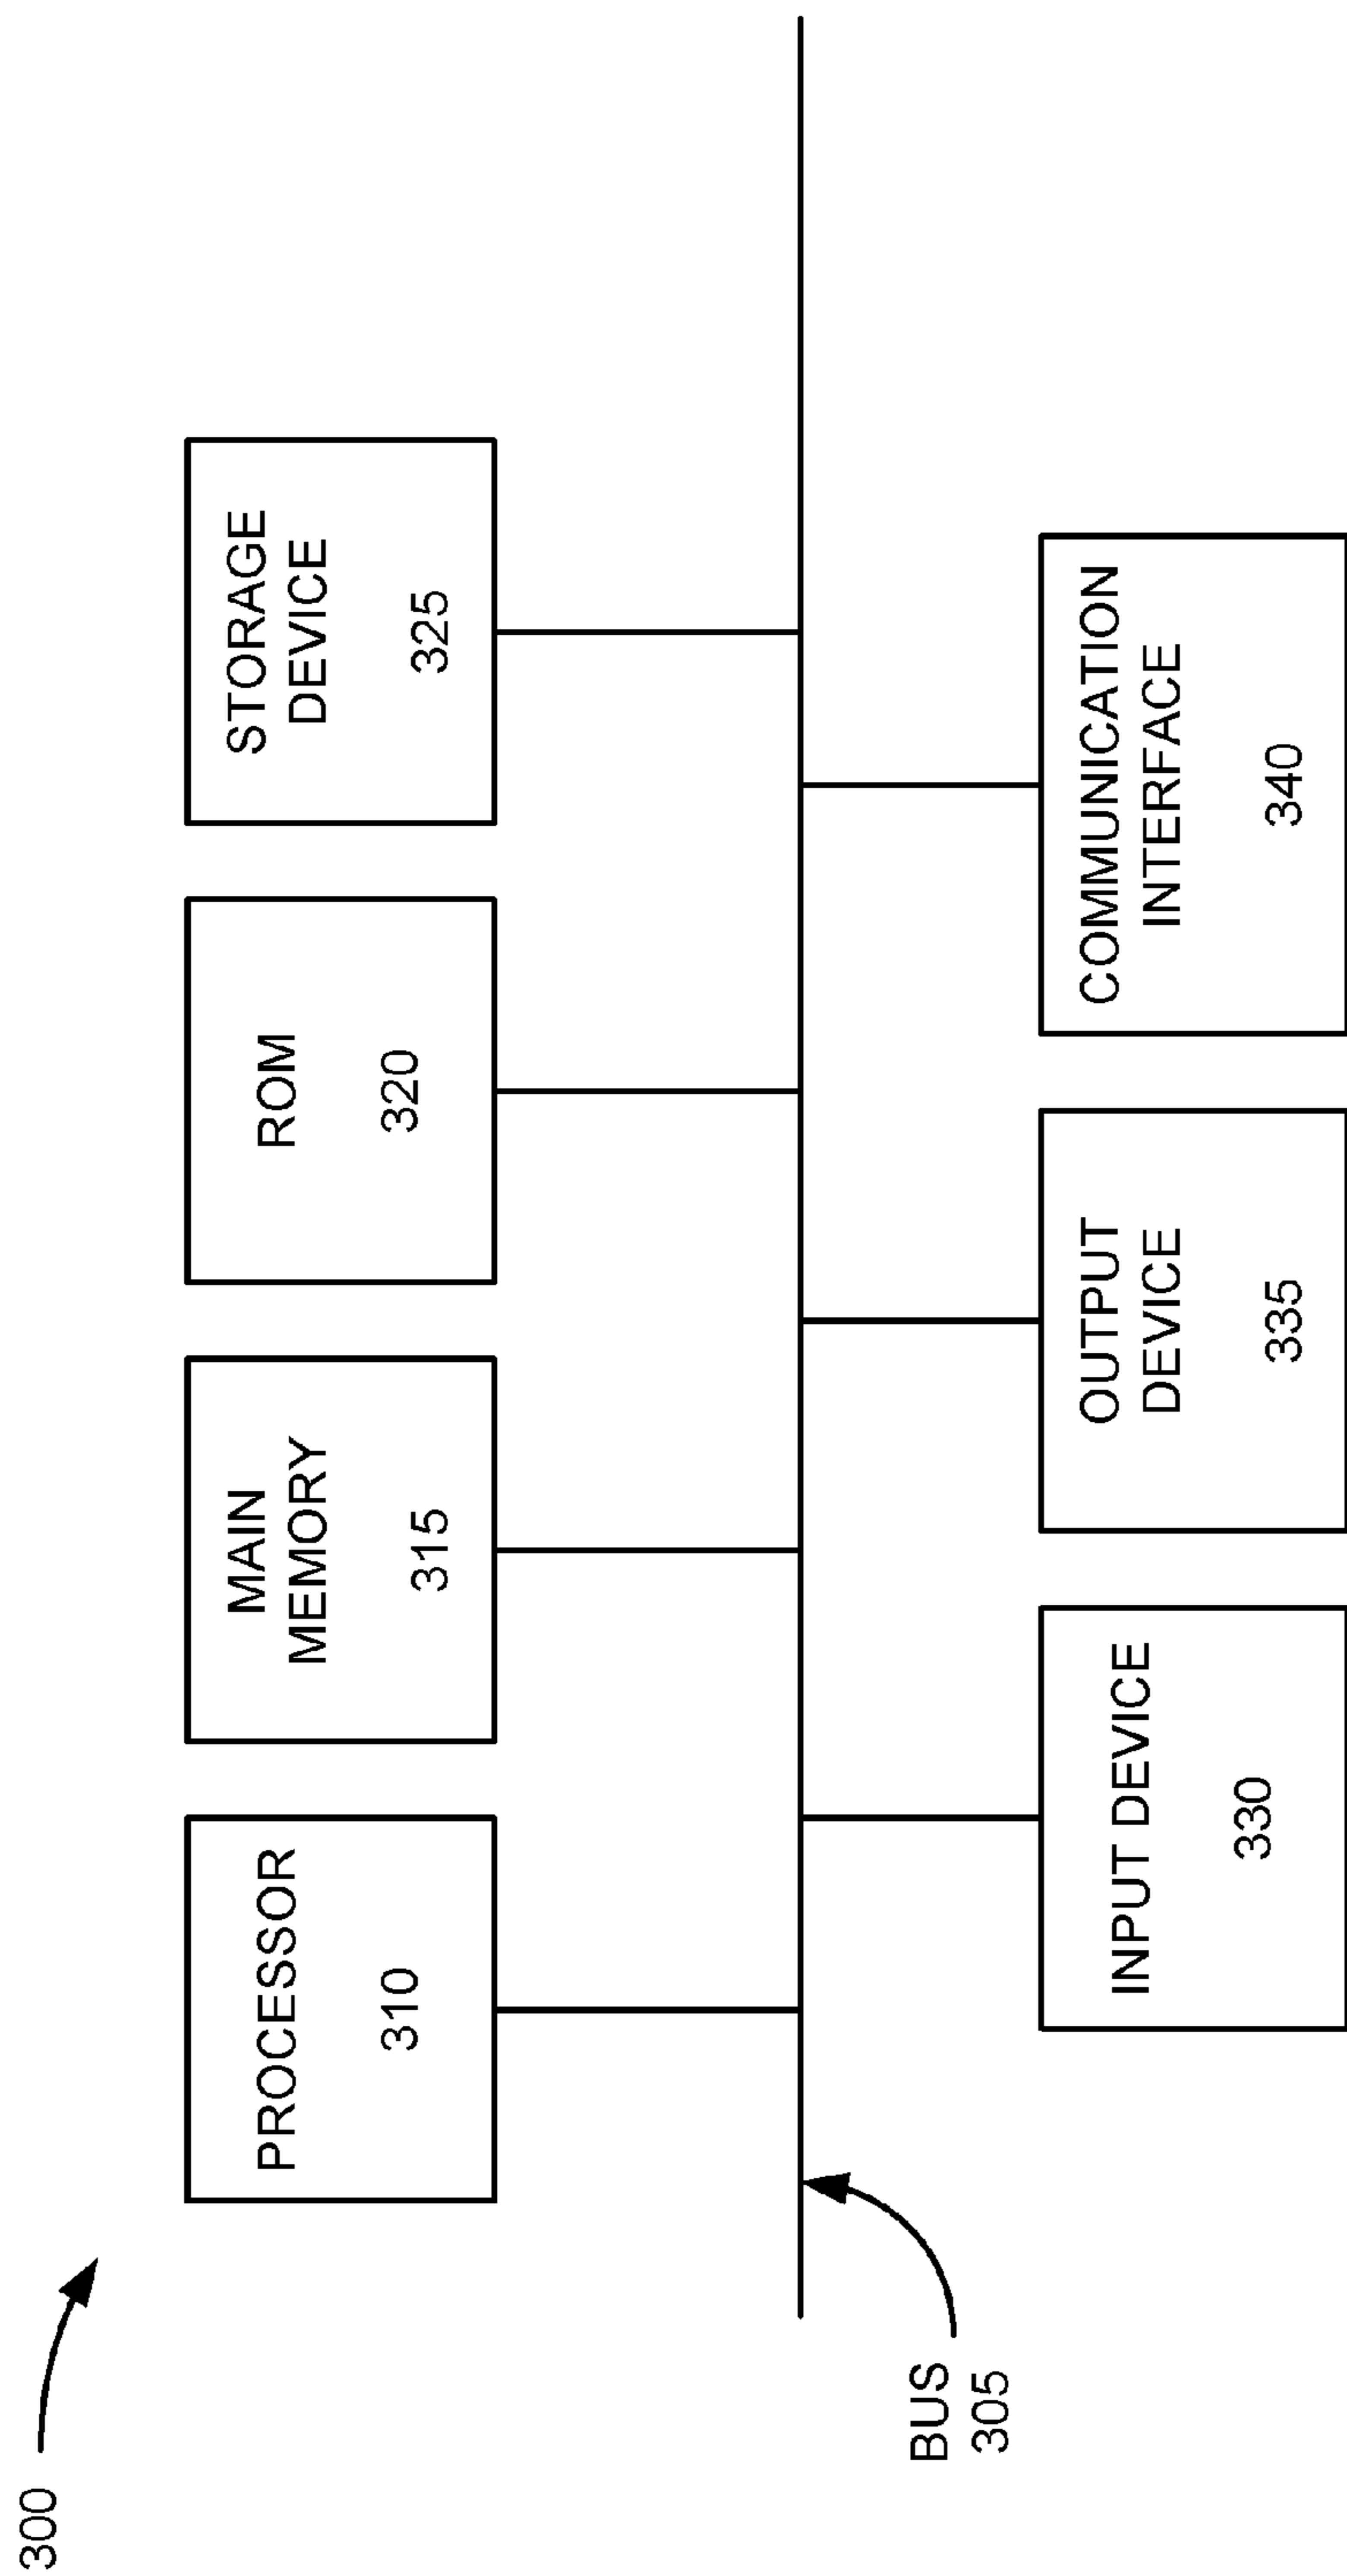 300
PROCESSOR
310
MAIN
MEMORY
315
ROM
320
STORAGE
DEVICE
325
BUS
305
INPUT DEVICE
330
OUTPUT
DEVICE
335
COMMUNICATION
INTERFACE
340